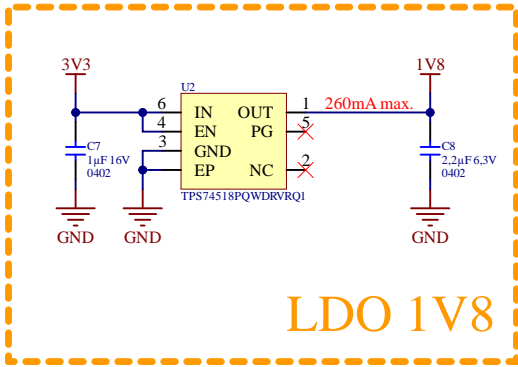 3V3
1V8
U2
6 IN OUT 1 260mA max.
4 EN PG 5
3 GND
EP NC 2
TPS74518PQWDRVRQ1
C7
1µF 16V
0402
C8
2,2µF 6,3V
0402
GND GND GND
LDO 1V8